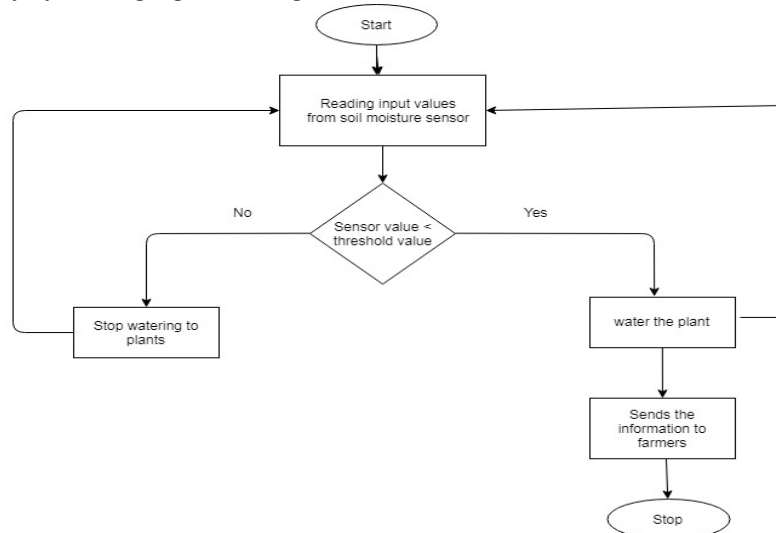 Start
Reading input values
from soil moisture sensor
No
Sensor value <
threshold value
Yes
Stop watering to
plants
water the plant
Sends the
information to
farmers
Stop